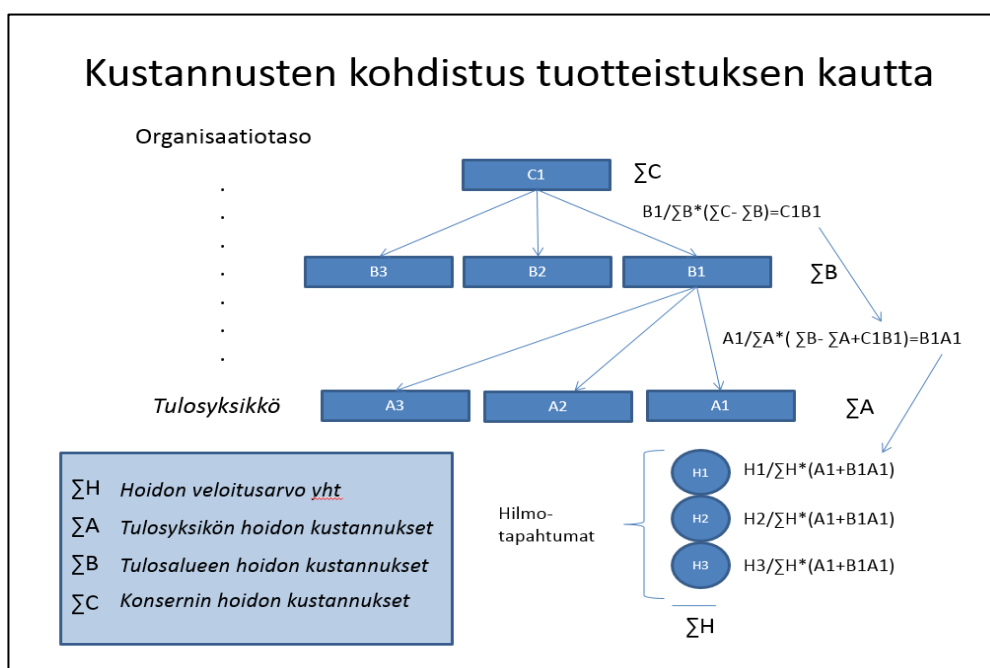 Kustannusten kohdistus tuotteistuksen kautta
Organisaatiotaso
C1
∑C
B1/∑B*(∑C- ∑B)=C1B1
B3
B2
B1
∑B
A1/∑A*( ∑B- ∑A+C1B1)=B1A1
Tulosyksikkö
A3
A2
A1
∑A
∑H Hoidon veloitusarvo yht
∑A Tulosyksikön hoidon kustannukset
∑B Tulosalueen hoidon kustannukset
∑C Konsernin hoidon kustannukset
Hilmo-
tapahtumat
H1
H1/∑H*(A1+B1A1)
H2
H2/∑H*(A1+B1A1)
H3
H3/∑H*(A1+B1A1)
∑H